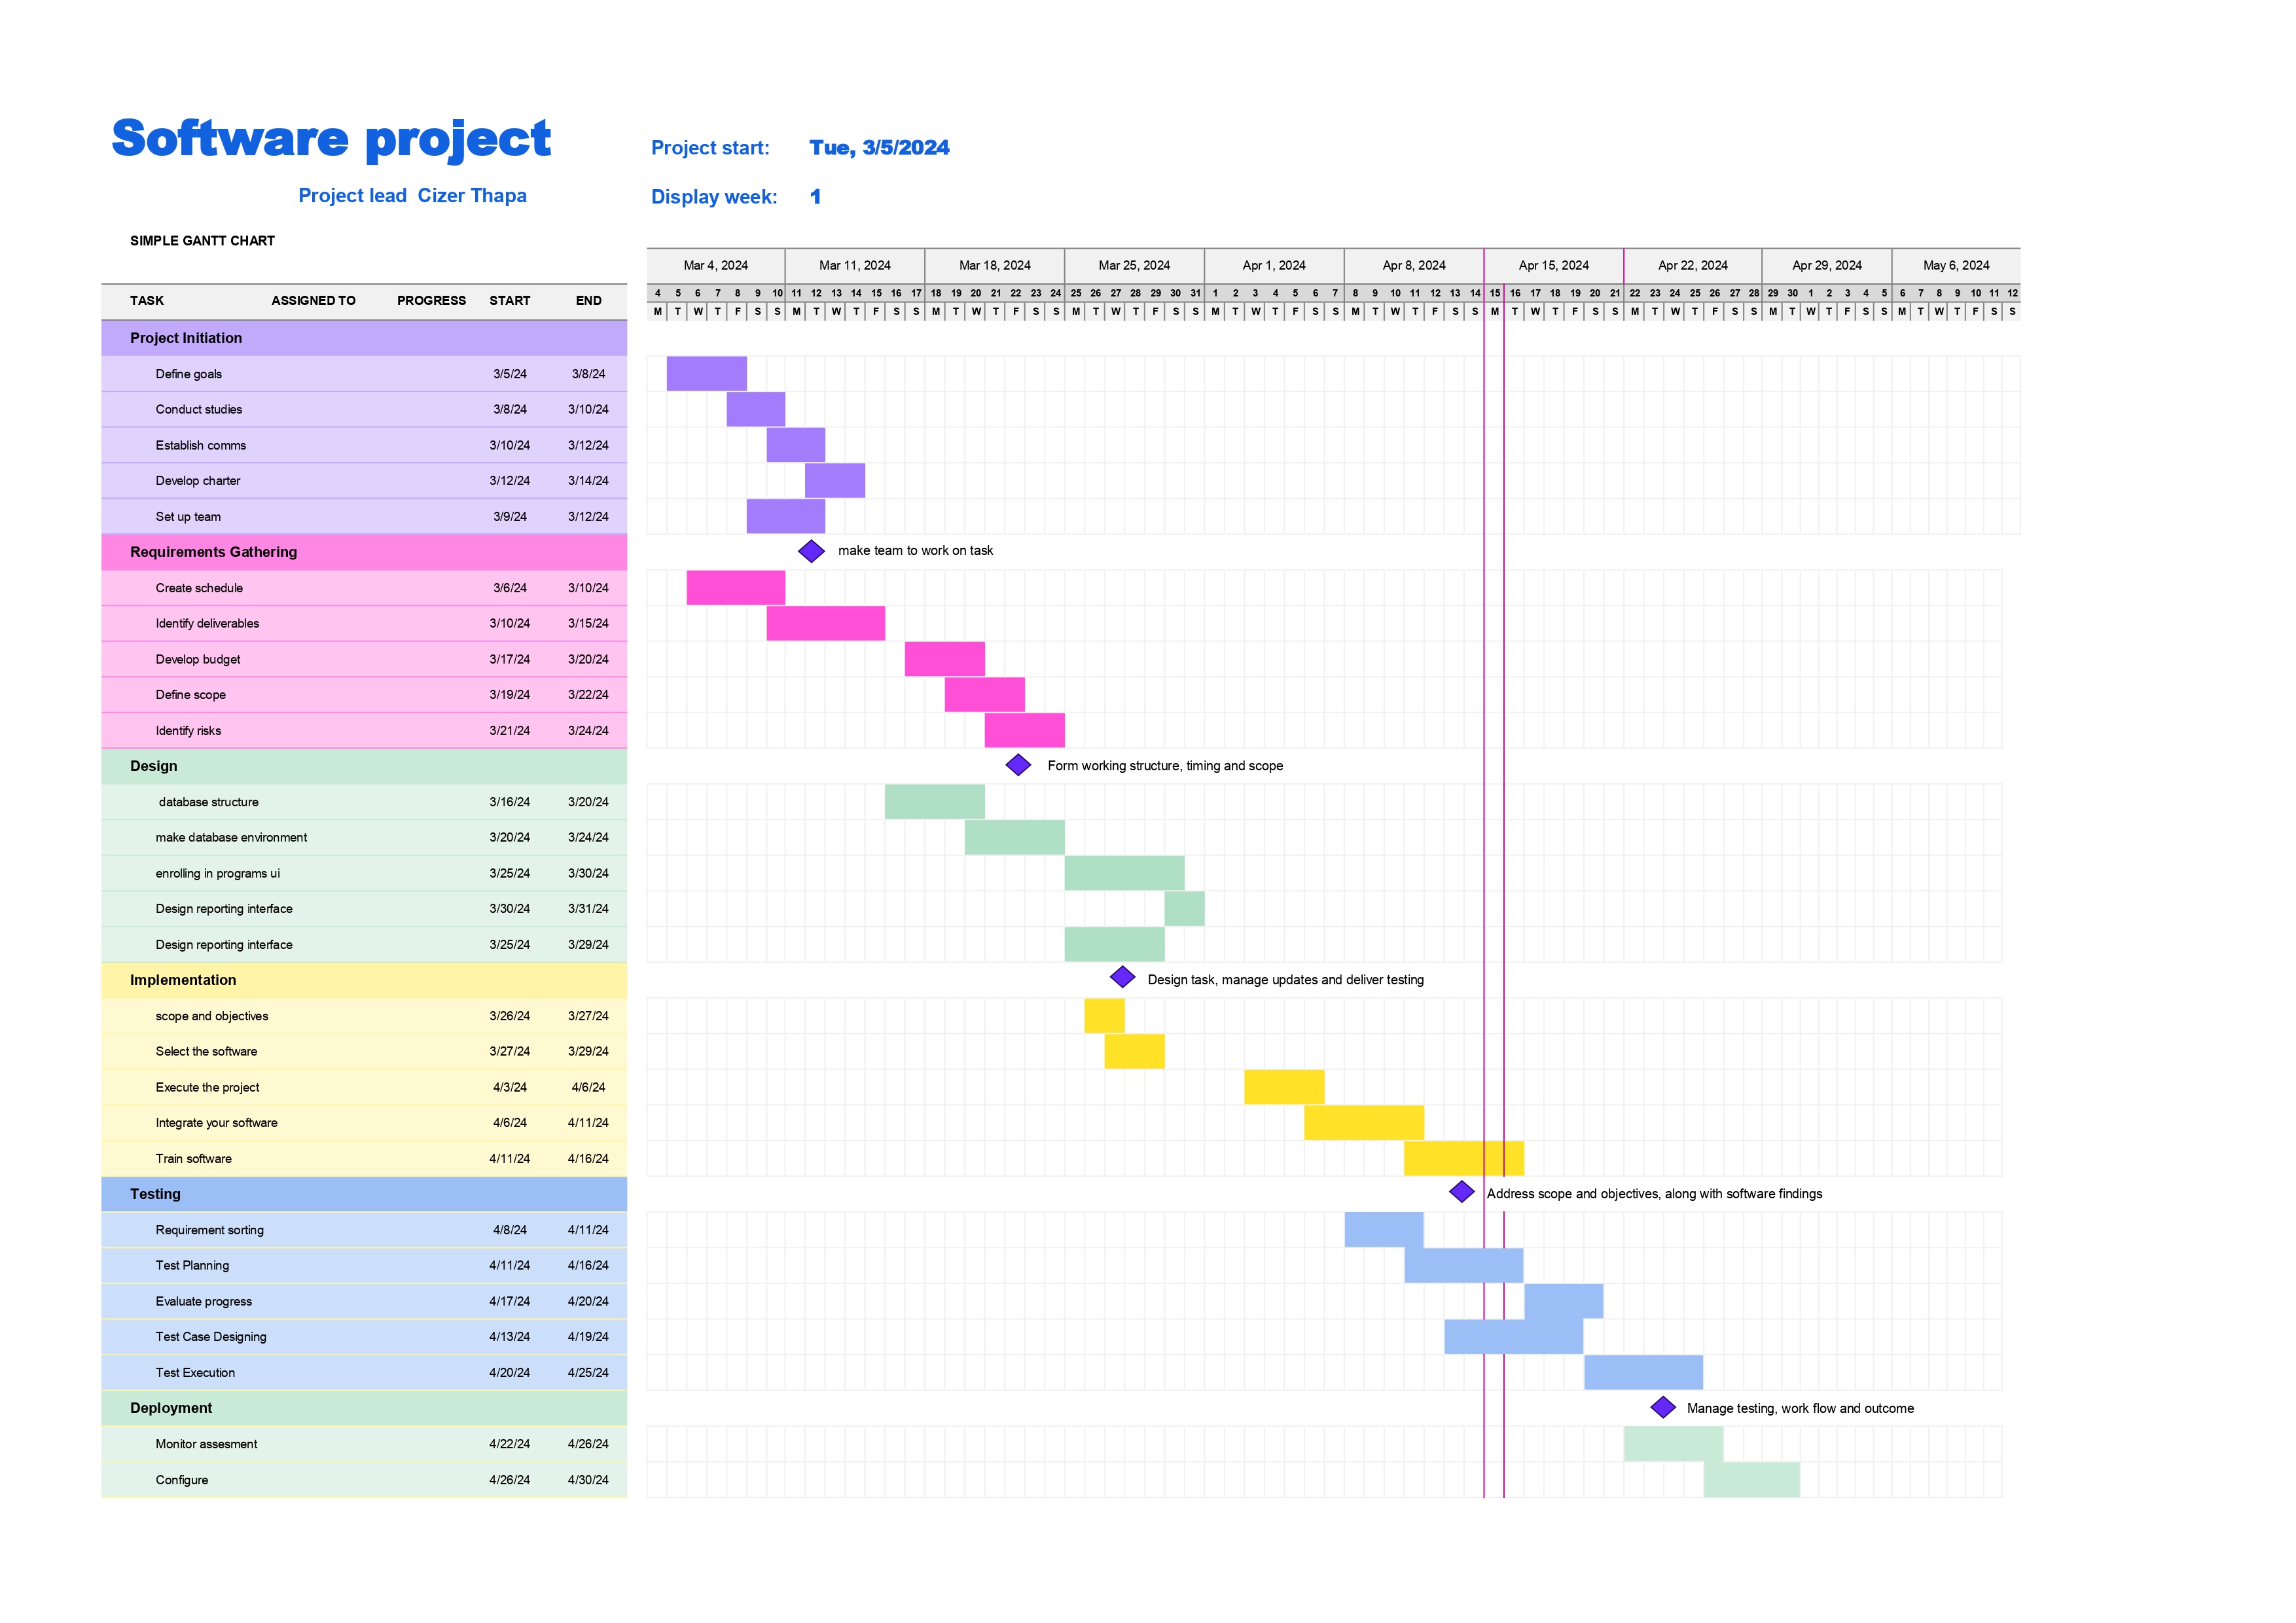 Software project
Project start: Tue, 3/5/2024
Project lead Cizer Thapa
Display week: 1
SIMPLE GANTT CHART
Mar 4, 2024 Mar 11, 2024 Mar 18, 2024 Mar 25, 2024 Apr 1, 2024 Apr 8, 2024 Apr 15, 2024 Apr 22, 2024 Apr 29, 2024 May 6, 2024
4 5 6 7 8 9 10 11 12 13 14 15 16 17 18 19 20 21 22 23 24 25 26 27 28 29 30 31 1 2 3 4 5 6 7 8 9 10 11 12 13 14 15 16 17 18 19 20 21 22 23 24 25 26 27 28 29 30 1 2 3 4 5 6 7 8 9 10 11 12
TASK ASSIGNED TO PROGRESS START END
M T W T F S S M T W T F S S M T W T F S S M T W T F S S M T W T F S S M T W T F S S M T W T F S S M T W T F S S M T W T F S S M T W T F S S
Project Initiation
Define goals 3/5/24 3/8/24
Conduct studies 3/8/24 3/10/24
Establish comms 3/10/24 3/12/24
Develop charter 3/12/24 3/14/24
Set up team 3/9/24 3/12/24
Requirements Gathering make team to work on task
Create schedule 3/6/24 3/10/24
Identify deliverables 3/10/24 3/15/24
Develop budget 3/17/24 3/20/24
Define scope 3/19/24 3/22/24
Identify risks 3/21/24 3/24/24
Design Form working structure, timing and scope
database structure 3/16/24 3/20/24
make database environment 3/20/24 3/24/24
enrolling in programs ui 3/25/24 3/30/24
Design reporting interface 3/30/24 3/31/24
Design reporting interface 3/25/24 3/29/24
Implementation Design task, manage updates and deliver testing
scope and objectives 3/26/24 3/27/24
Select the software 3/27/24 3/29/24
Execute the project 4/3/24 4/6/24
Integrate your software 4/6/24 4/11/24
Train software 4/11/24 4/16/24
Testing Address scope and objectives, along with software findings
Requirement sorting 4/8/24 4/11/24
Test Planning 4/11/24 4/16/24
Evaluate progress 4/17/24 4/20/24
Test Case Designing 4/13/24 4/19/24
Test Execution 4/20/24 4/25/24
Deployment Manage testing, work flow and outcome
Monitor assesment 4/22/24 4/26/24
Configure 4/26/24 4/30/24